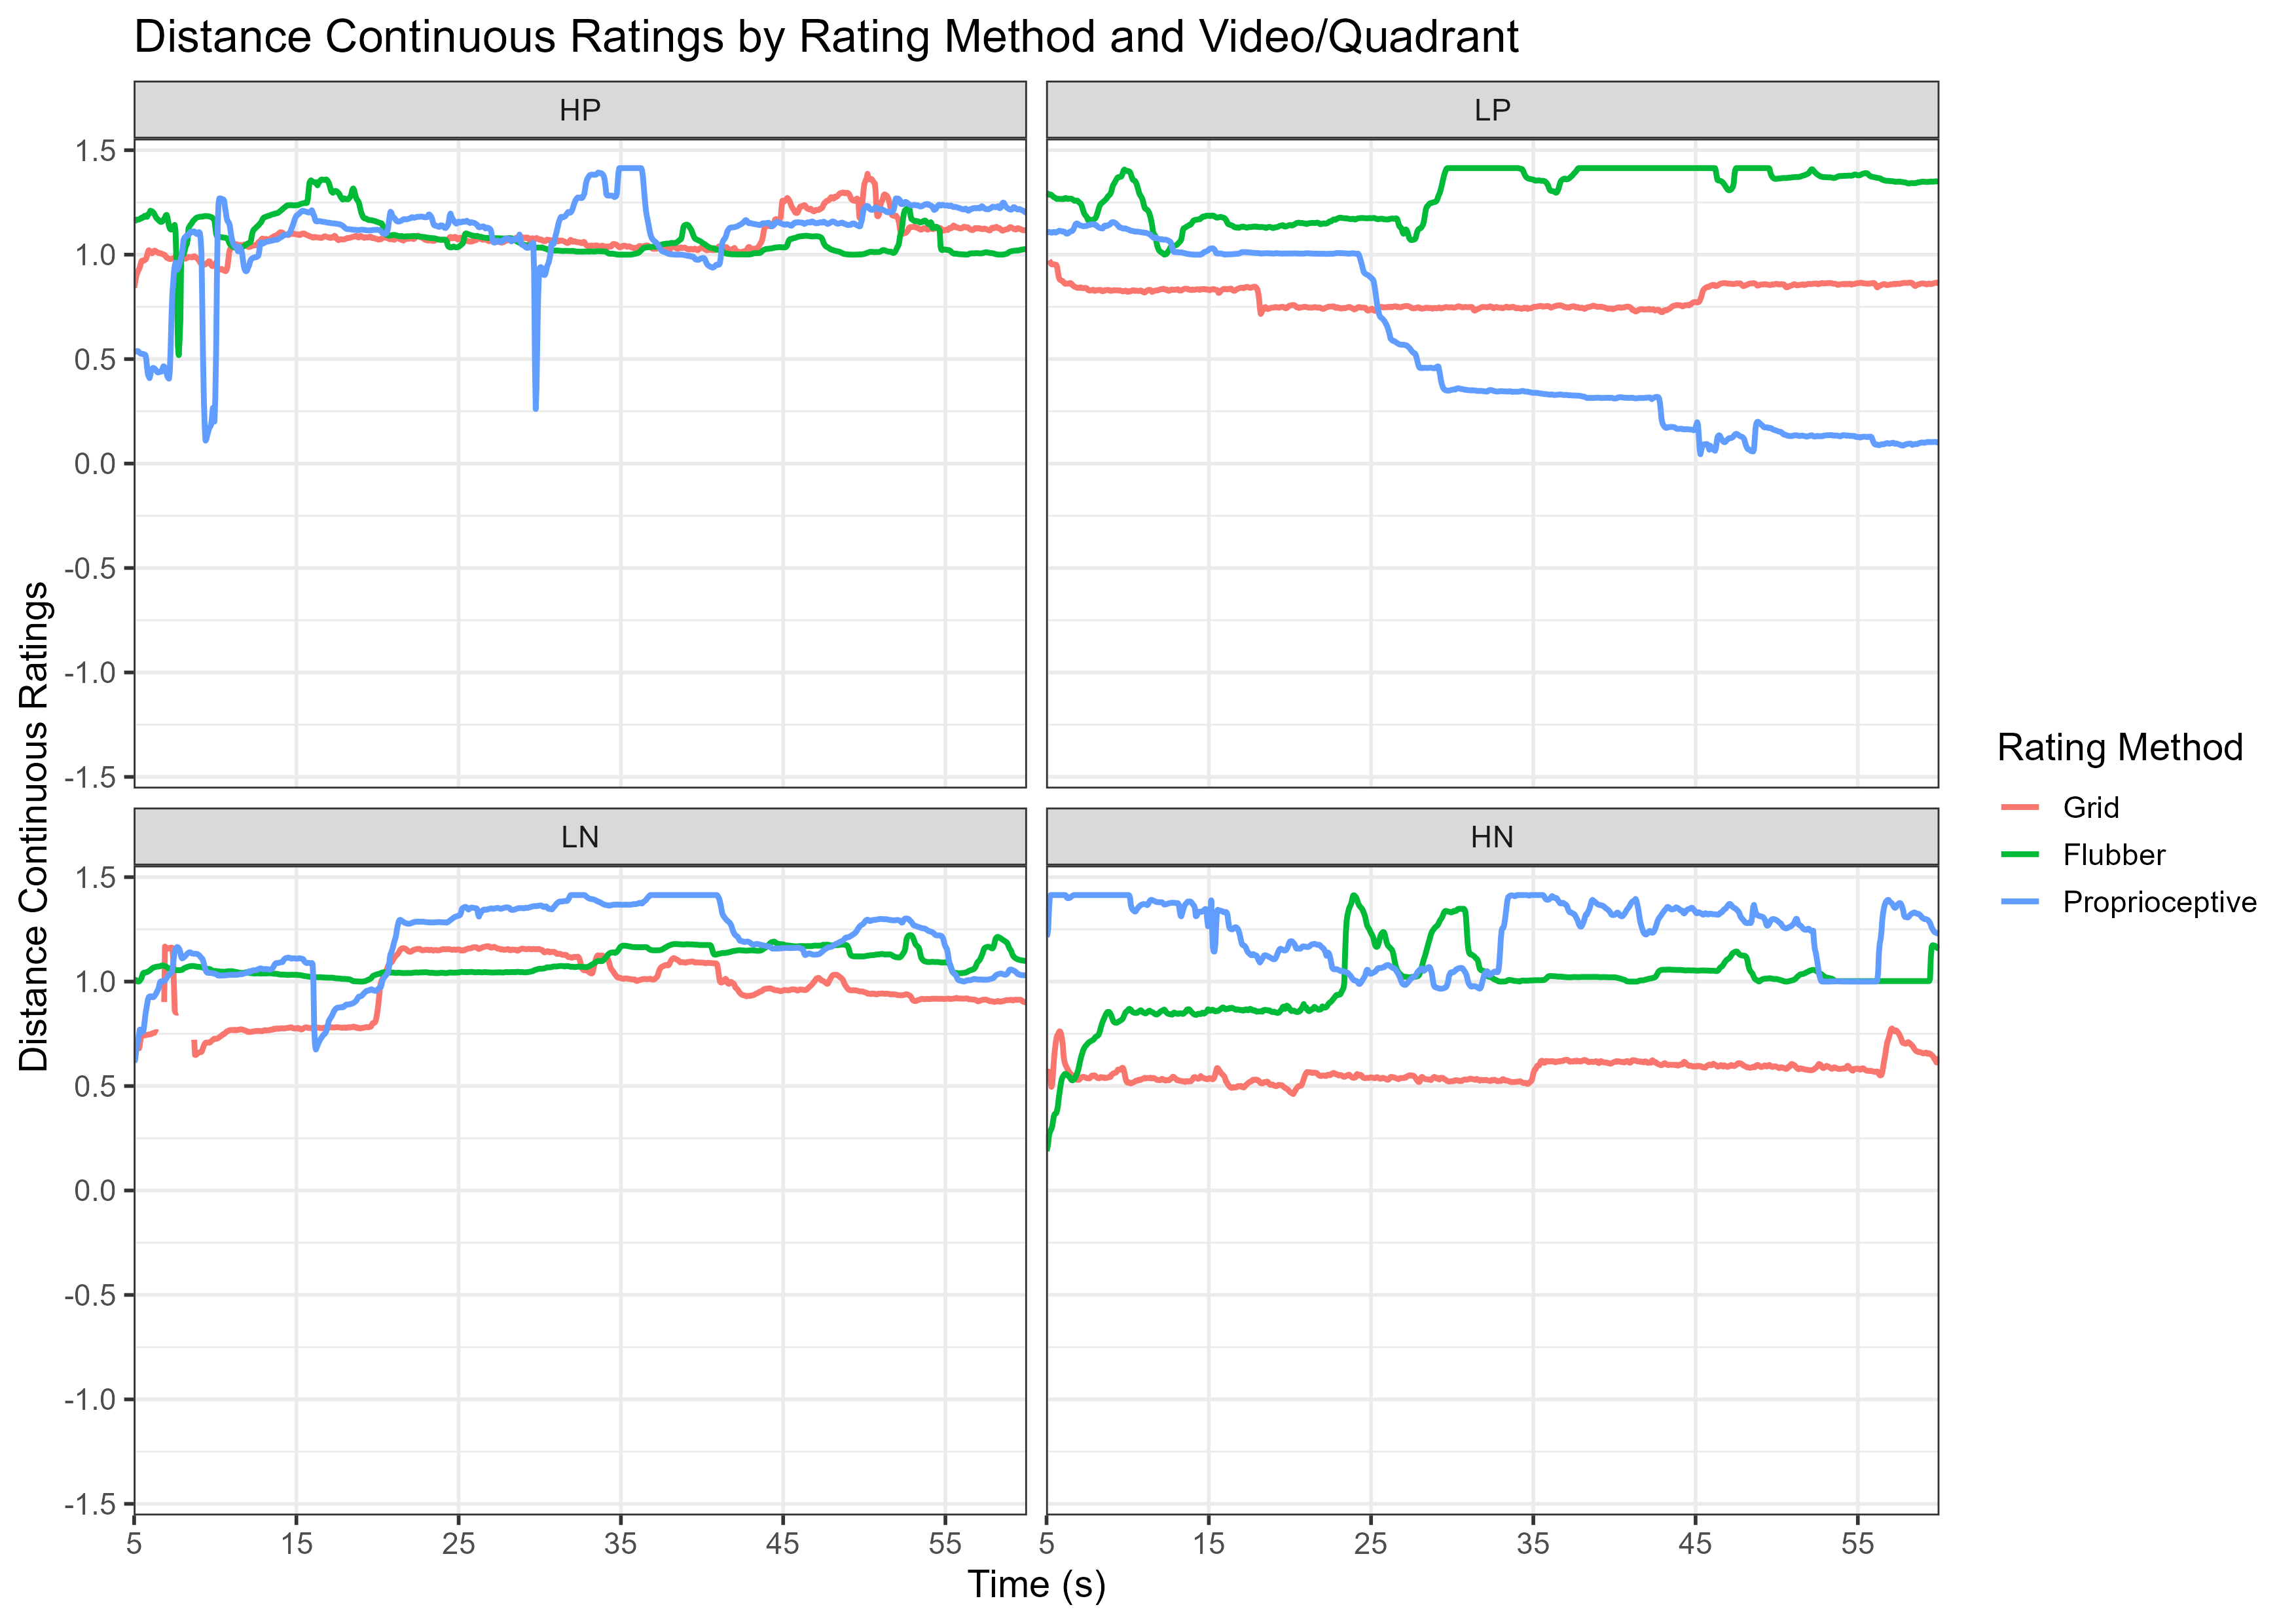 Distance Continuous Ratings by Rating Method and Video/Quadrant
HP
LP
1.5
1.0
0.5
0.0
-0.5
-1.0
-1.5
LN
HN
1.5
1.0
0.5
0.0
-0.5
-1.0
-1.5
5 15 25 35 45 55
5 15 25 35 45 55
Time (s)
Distance Continuous Ratings
Rating Method
Grid
Flubber
Proprioceptive